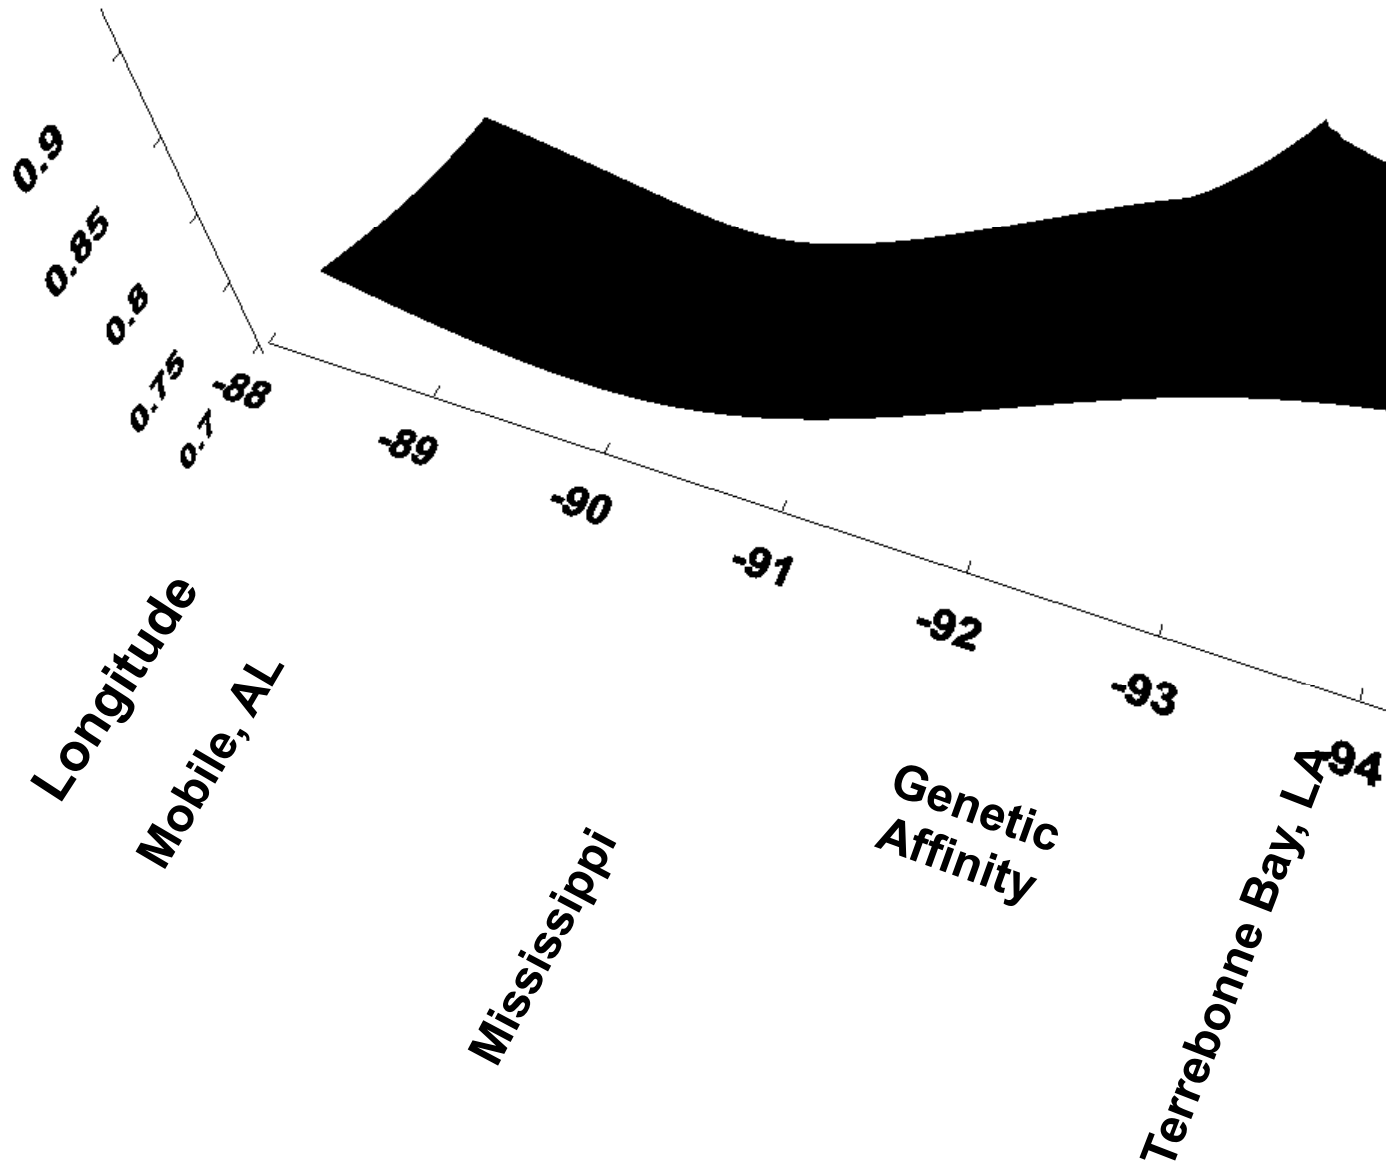 0.9
0.85
0.8
0.75
0.7
-88
-89
-90
-91
-92
-93
-94
Longitude
Mobile, AL
Mississippi
Genetic
Affinity
Terrebonne Bay, LA